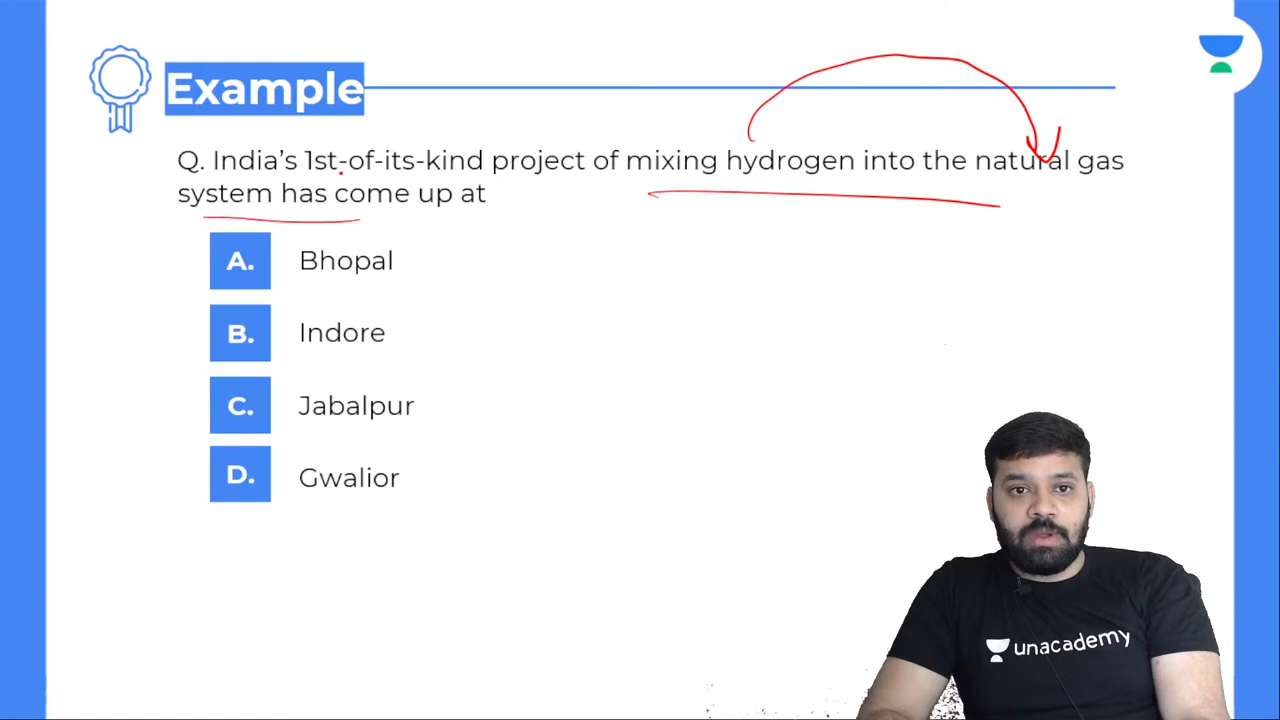 Example
Q. India's 1st-of-its-kind project of mixing hydrogen into the natural gas
system has come up at
A. Bhopal
B. Indore
C. Jabalpur
D. Gwalior
unacademy